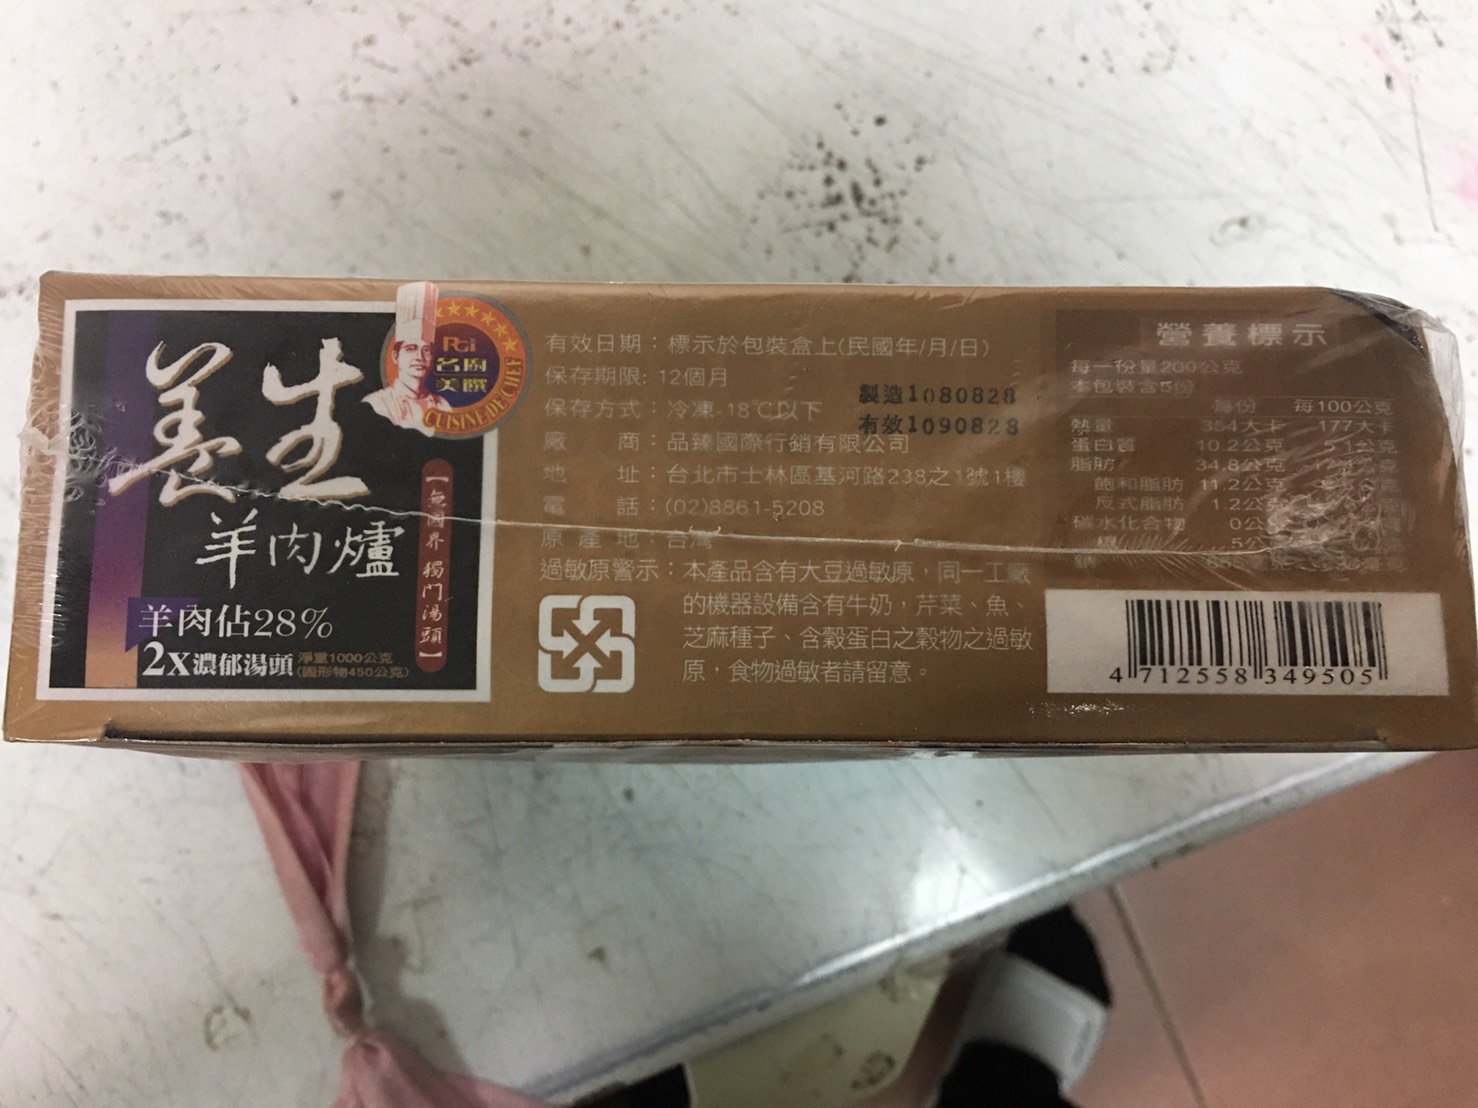 養生
羊肉爐
【無國界 獨門湯頭】
羊肉佔28%
2X濃郁湯頭 淨重1000公克
(固形物450公克)
Pci
名廚
美饌
CUISINE DE CHEF
有效日期：標示於包裝盒上(民國年/月/日)
保存期限: 12個月
保存方式：冷凍-18℃以下
製造1080828
有效1090828
廠 商：品臻國際行銷有限公司
地 址：台北市士林區基河路238之1號1樓
電 話：(02)8861-5208
原 產 地：台灣
過敏原警示：本產品含有大豆過敏原，同一工廠
的機器設備含有牛奶，芹菜、魚、
芝麻種子、含穀蛋白之穀物之過敏
原，食物過敏者請留意。
營養標示
每一份量200公克
本包裝含5份
每份 每100公克
熱量 354大卡 177大卡
蛋白質 10.2公克 5.1公克
脂肪 34.8公克
飽和脂肪 11.2公克
反式脂肪 1.2公克
碳水化合物 0公
糖
鈉
4 712558 349505